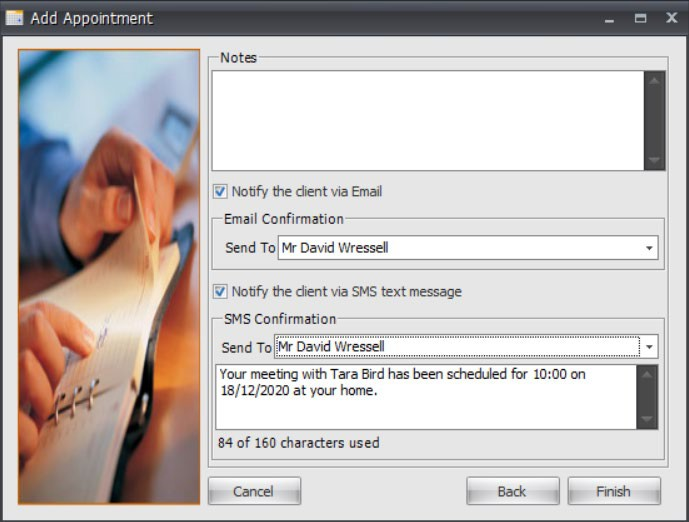 Add Appointment
Notes
Notify the client via Email
Email Confirmation
Send To Mr David Wressell
Notify the client via SMS text message
SMS Confirmation
Send To Mr David Wressell
Your meeting with Tara Bird has been scheduled for 10:00 on
18/12/2020 at your home.
84 of 160 characters used
Cancel Back Finish